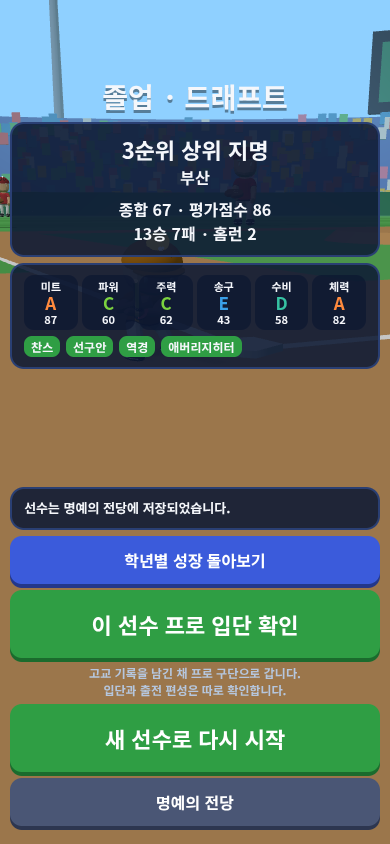 졸업 · 드래프트
3순위 상위 지명
부산
종합 67 · 평가점수 86
13승 7패 · 홈런 2
미트 파워 주력 송구 수비 체력
A C C E D A
87 60 62 43 58 82
찬스 선구안 역경 애버리지히터
선수는 명예의 전당에 저장되었습니다.
학년별 성장 돌아보기
이 선수 프로 입단 확인
고교 기록을 남긴 채 프로 구단으로 갑니다.
입단과 출전 편성은 따로 확인합니다.
새 선수로 다시 시작
명예의 전당